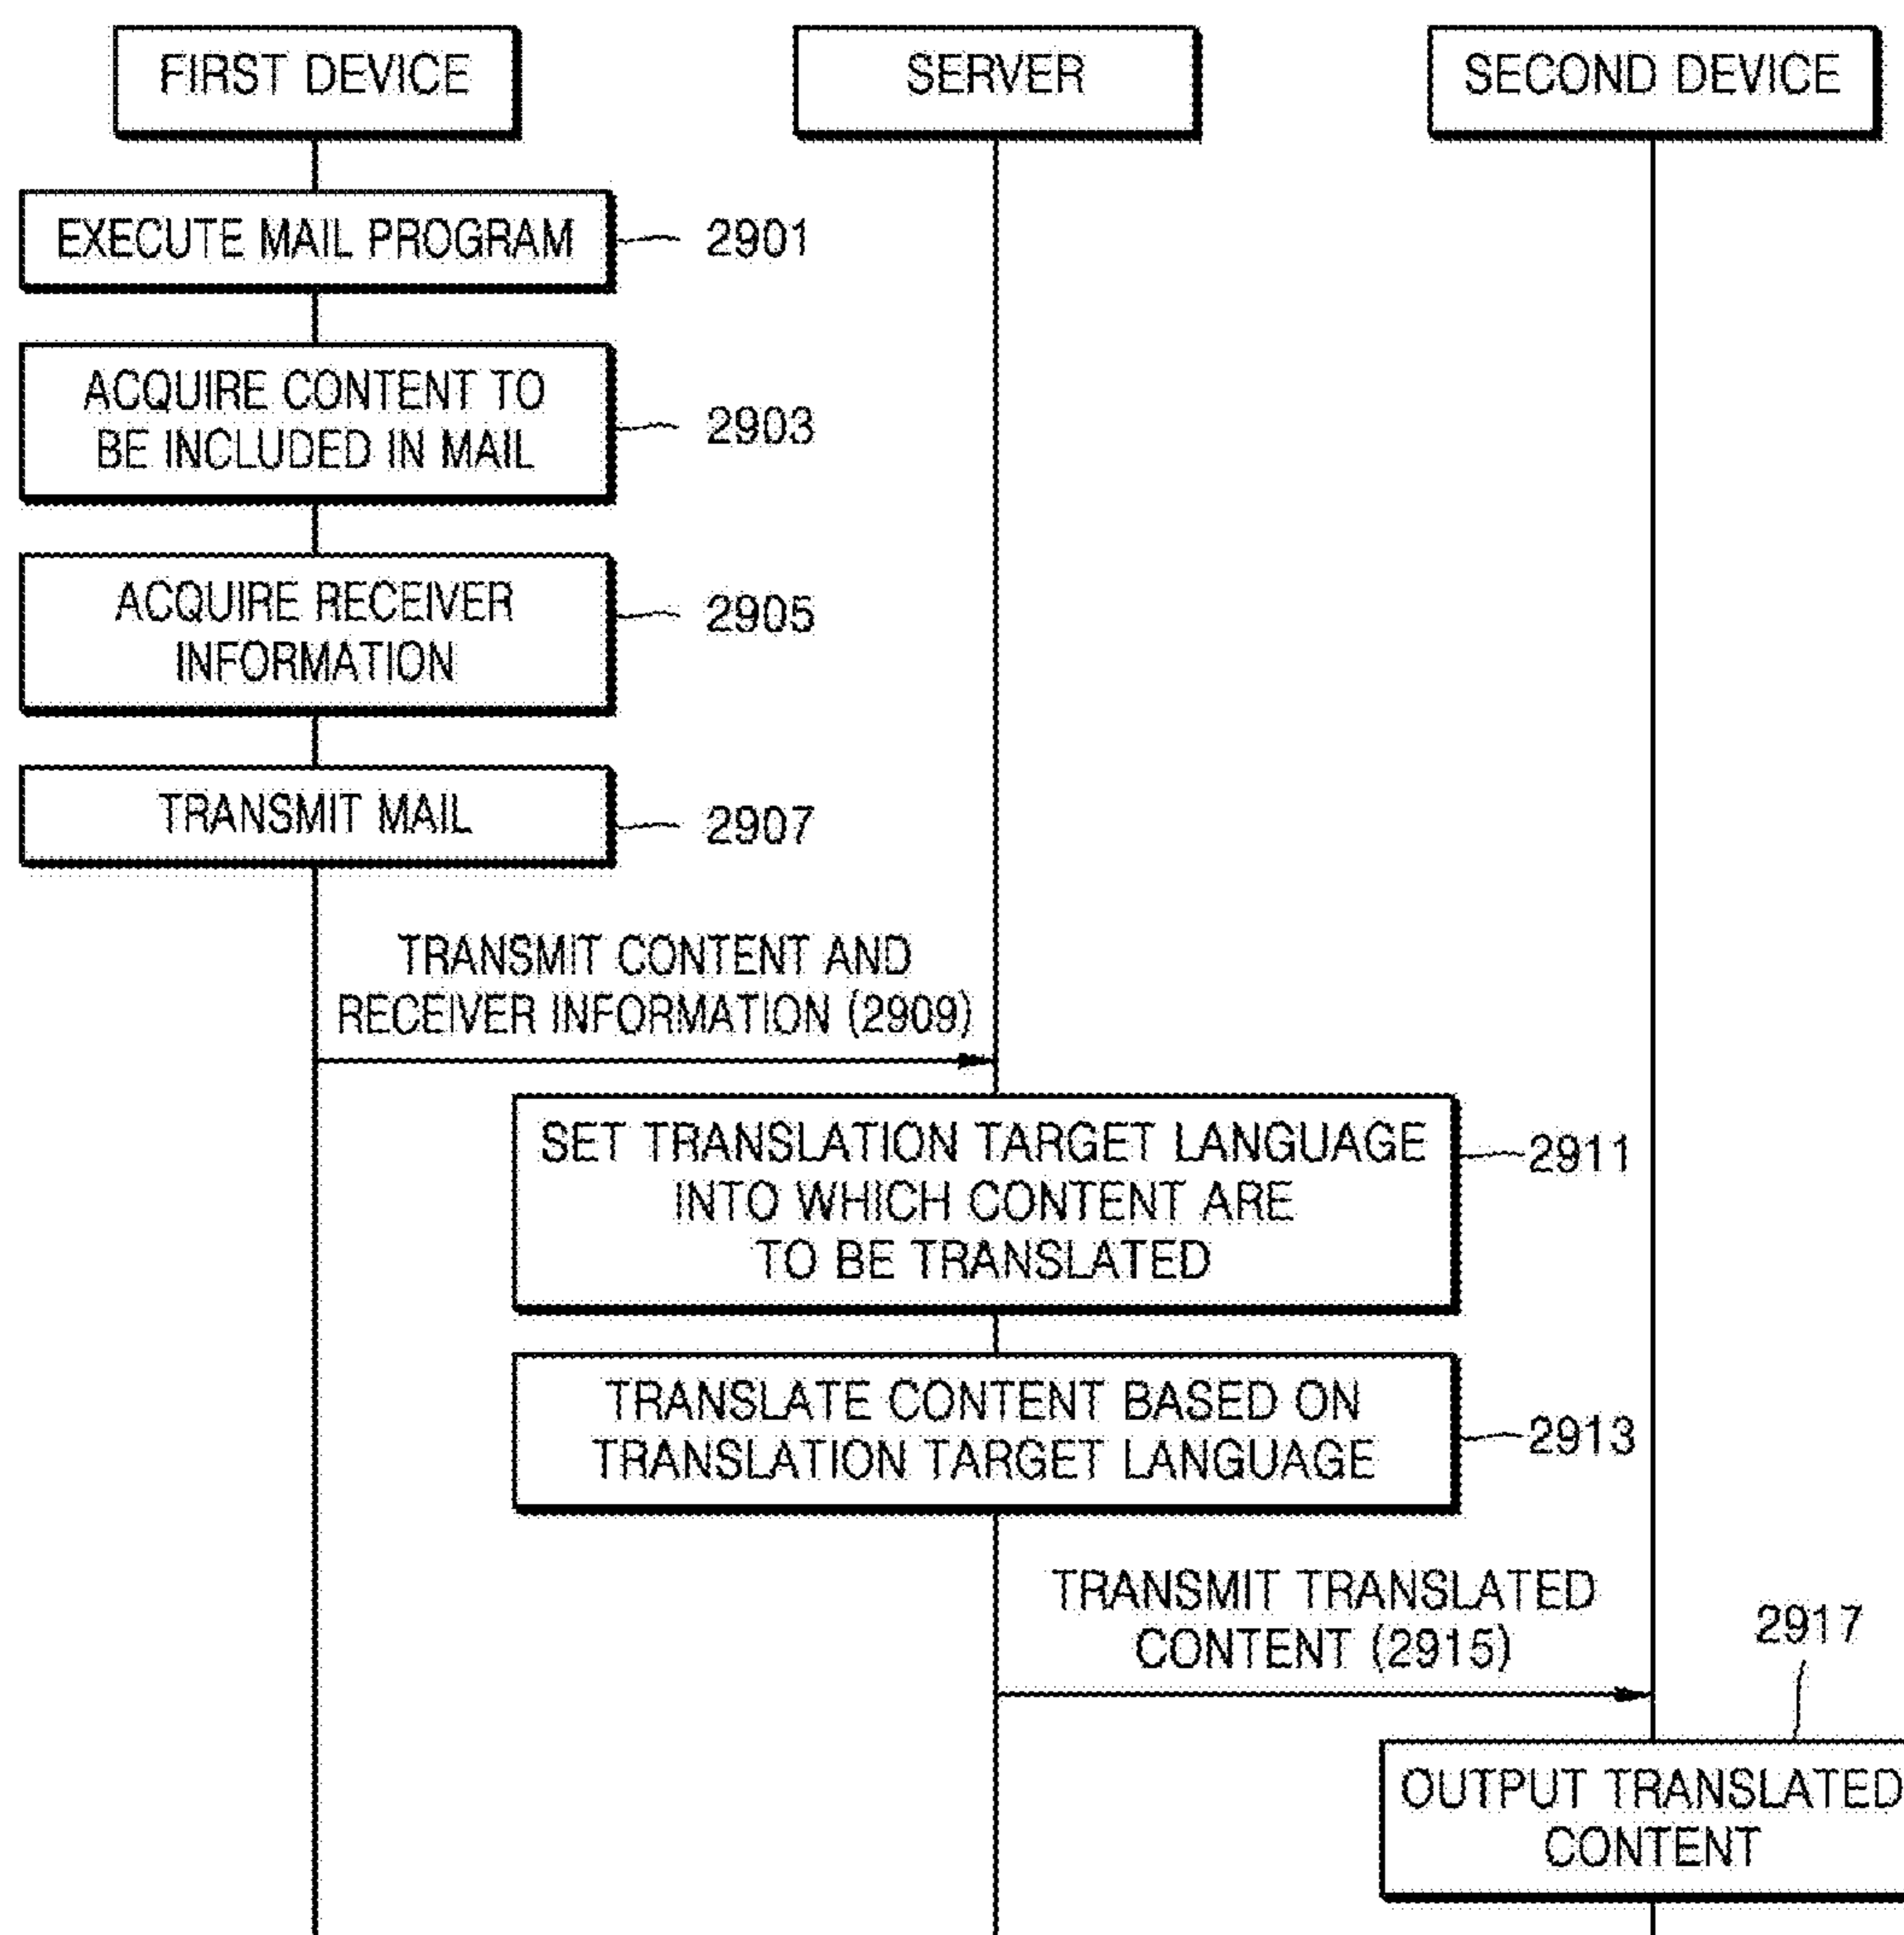 FIRST DEVICE
SERVER
SECOND DEVICE
EXECUTE MAIL PROGRAM
2901
ACQUIRE CONTENT TO
BE INCLUDED IN MAIL
2903
ACQUIRE RECEIVER
INFORMATION
2905
TRANSMIT MAIL
2907
TRANSMIT CONTENT AND
RECEIVER INFORMATION (2909)
SET TRANSLATION TARGET LANGUAGE
INTO WHICH CONTENT ARE
TO BE TRANSLATED
2911
TRANSLATE CONTENT BASED ON
TRANSLATION TARGET LANGUAGE
2913
TRANSMIT TRANSLATED
CONTENT (2915)
2917
OUTPUT TRANSLATED
CONTENT